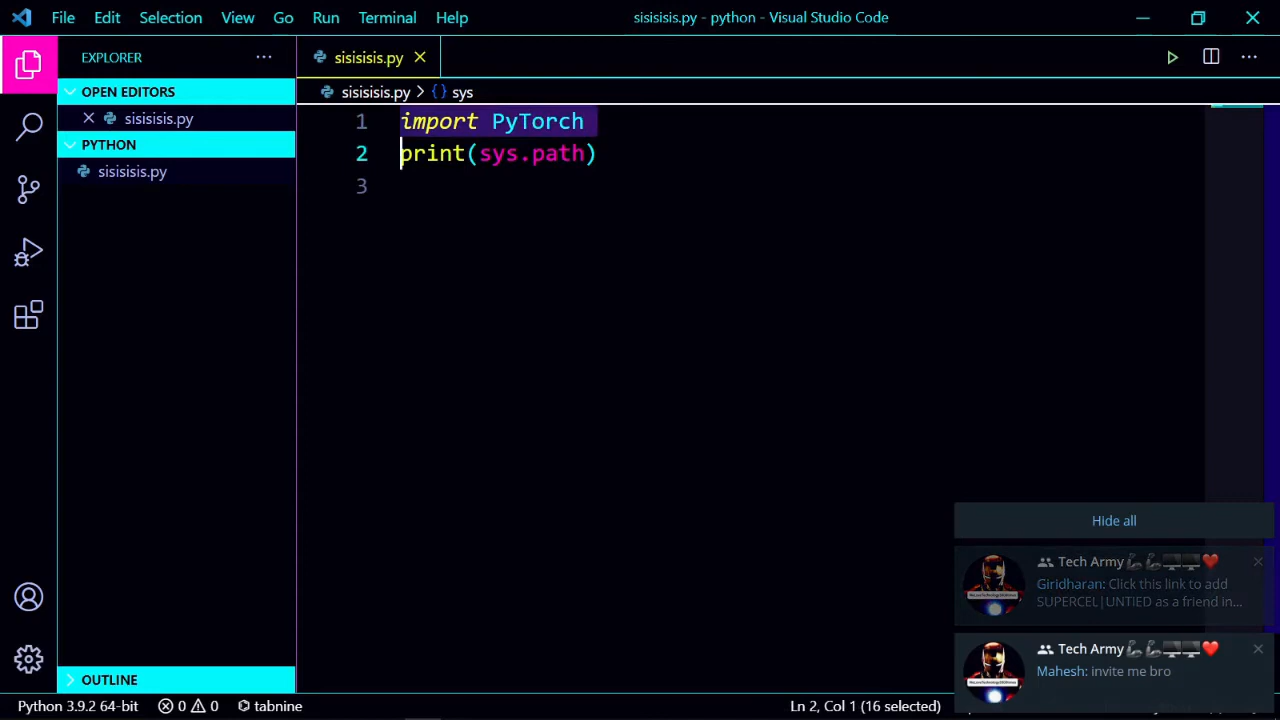 File Edit Selection View Go Run Terminal Help
sisisisis.py - python - Visual Studio Code
EXPLORER
OPEN EDITORS
sisisisis.py
PYTHON
sisisisis.py
OUTLINE
sisisisis.py
sisisisis.py > {} sys
1 import PyTorch
2 print(sys.path)
3
Hide all
Tech Army
Giridharan: Click this link to add
SUPERCEL|UNTIED as a friend in...
Tech Army
Mahesh: invite me bro
Python 3.9.2 64-bit 0 0 tabnine
Ln 2, Col 1 (16 selected)